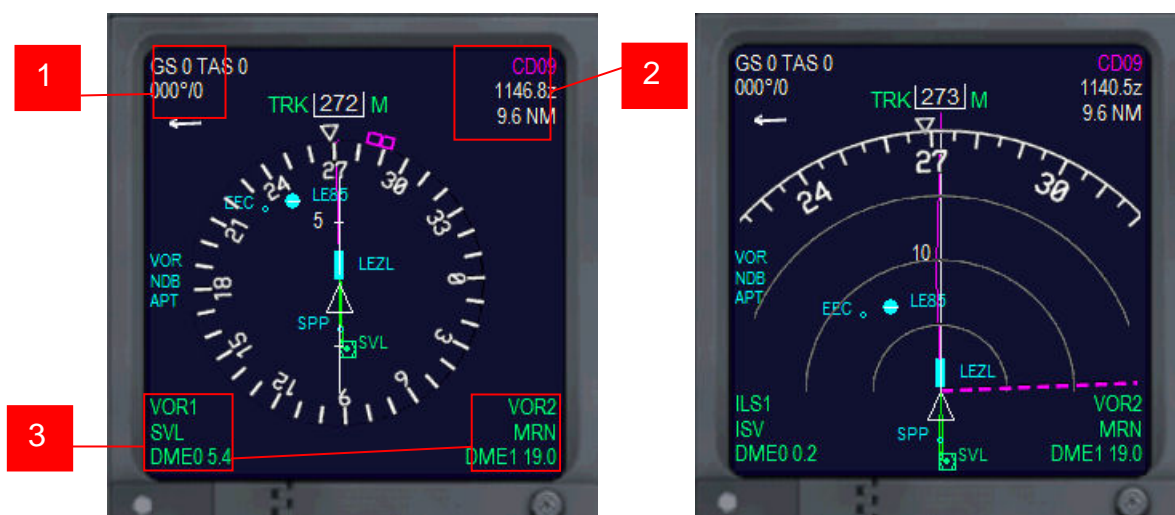 1
2
3
GS 0 TAS 0
000°/0
CD09
1146.8z
9.6 NM
TRK 272 M
24
27
30
21
33
EEC
LE85
5
VOR
NDB
APT
LEZL
18
0
SPP
SVL
15
3
12
9
6
VOR1
SVL
DME0 5.4
VOR2
MRN
DME1 19.0
GS 0 TAS 0
000°/0
CD09
1140.5z
9.6 NM
TRK 273 M
24
27
30
10
VOR
NDB
APT
EEC
LE85
LEZL
SPP
SVL
ILS1
ISV
DME0 0.2
VOR2
MRN
DME1 19.0